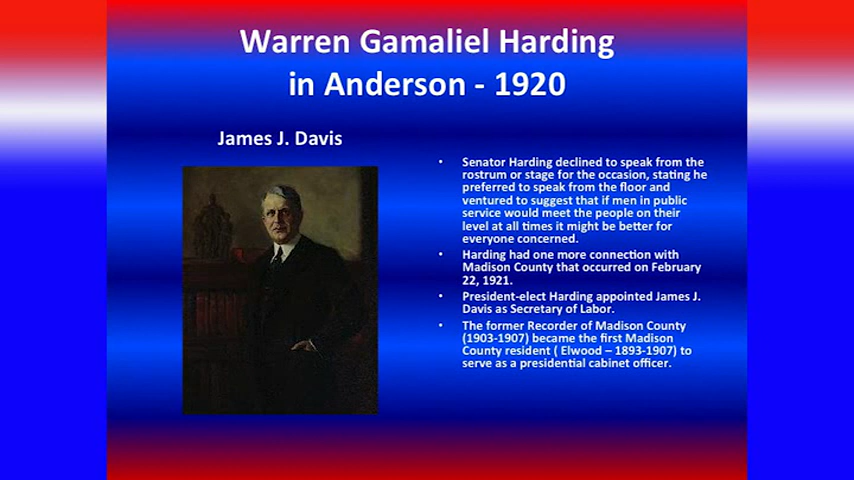 Warren Gamaliel Harding
in Anderson - 1920
James J. Davis
• Senator Harding declined to speak from the
rostrum or stage for the occasion, stating he
preferred to speak from the floor and
ventured to suggest that if men in public
service would meet the people on their
level at all times it might be better for
everyone concerned.
• Harding had one more connection with
Madison County that occurred on February
22, 1921.
• President-elect Harding appointed James J.
Davis as Secretary of Labor.
• The former Recorder of Madison County
(1903-1907) became the first Madison
County resident ( Elwood – 1893-1907) to
serve as a presidential cabinet officer.